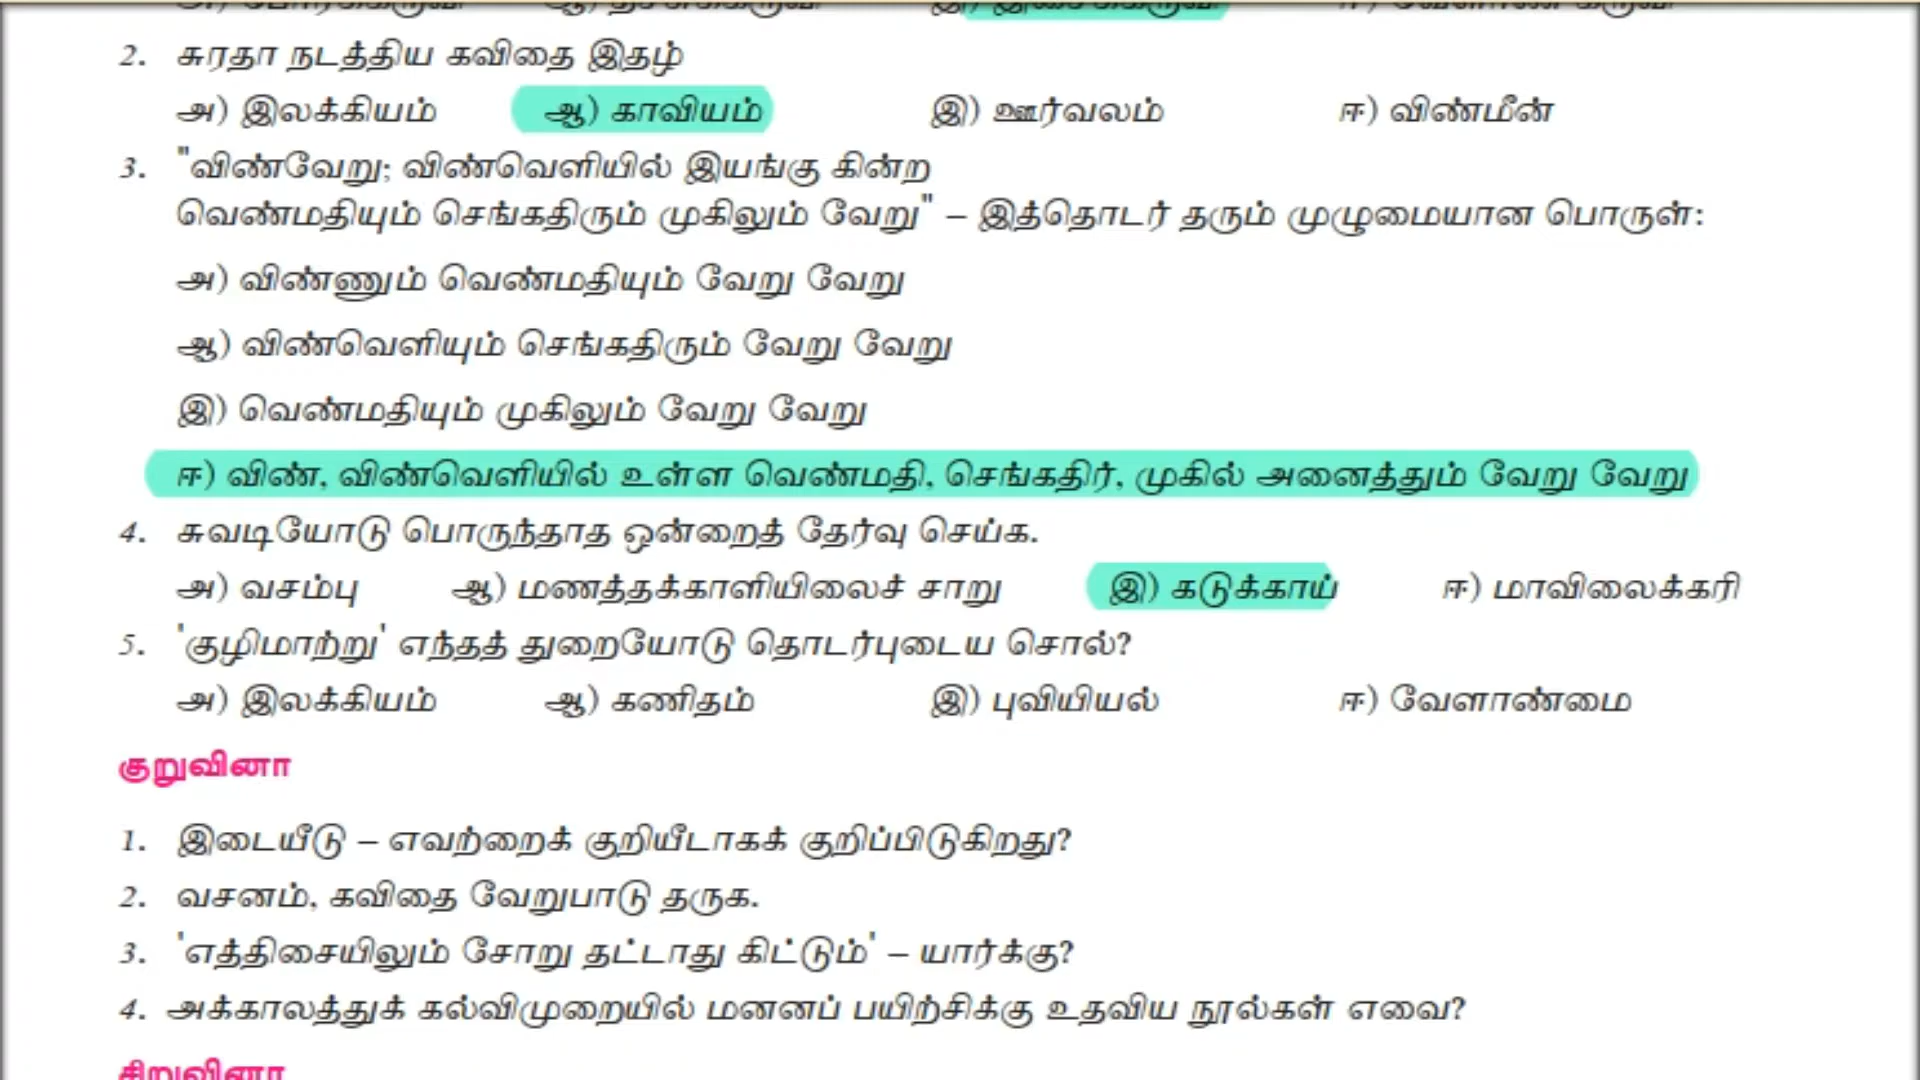 2. சுரதா நடத்திய கவிதை இதழ்
அ) இலக்கியம் ஆ) காவியம் இ) ஊர்வலம் ஈ) விண்மீன்
3. "விண்வேறு; விண்வெளியில் இயங்கு கின்ற
வெண்மதியும் செங்கதிரும் முகிலும் வேறு" – இத்தொடர் தரும் முழுமையான பொருள்:
அ) விண்ணும் வெண்மதியும் வேறு வேறு
ஆ) விண்வெளியும் செங்கதிரும் வேறு வேறு
இ) வெண்மதியும் முகிலும் வேறு வேறு
ஈ) விண், விண்வெளியில் உள்ள வெண்மதி, செங்கதிர், முகில் அனைத்தும் வேறு வேறு
4. சுவடியோடு பொருந்தாத ஒன்றைத் தேர்வு செய்க.
அ) வசம்பு ஆ) மணத்தக்காளியிலைச் சாறு இ) கடுக்காய் ஈ) மாவிலைக்கரி
5. 'குழிமாற்று' எந்தத் துறையோடு தொடர்புடைய சொல்?
அ) இலக்கியம் ஆ) கணிதம் இ) புவியியல் ஈ) வேளாண்மை
குறுவினா
1. இடையீடு – எவற்றைக் குறியீடாகக் குறிப்பிடுகிறது?
2. வசனம், கவிதை வேறுபாடு தருக.
3. 'எத்திசையிலும் சோறு தட்டாது கிட்டும்' – யார்க்கு?
4. அக்காலத்துக் கல்விமுறையில் மனனப் பயிற்சிக்கு உதவிய நூல்கள் எவை?
சிறுவினா